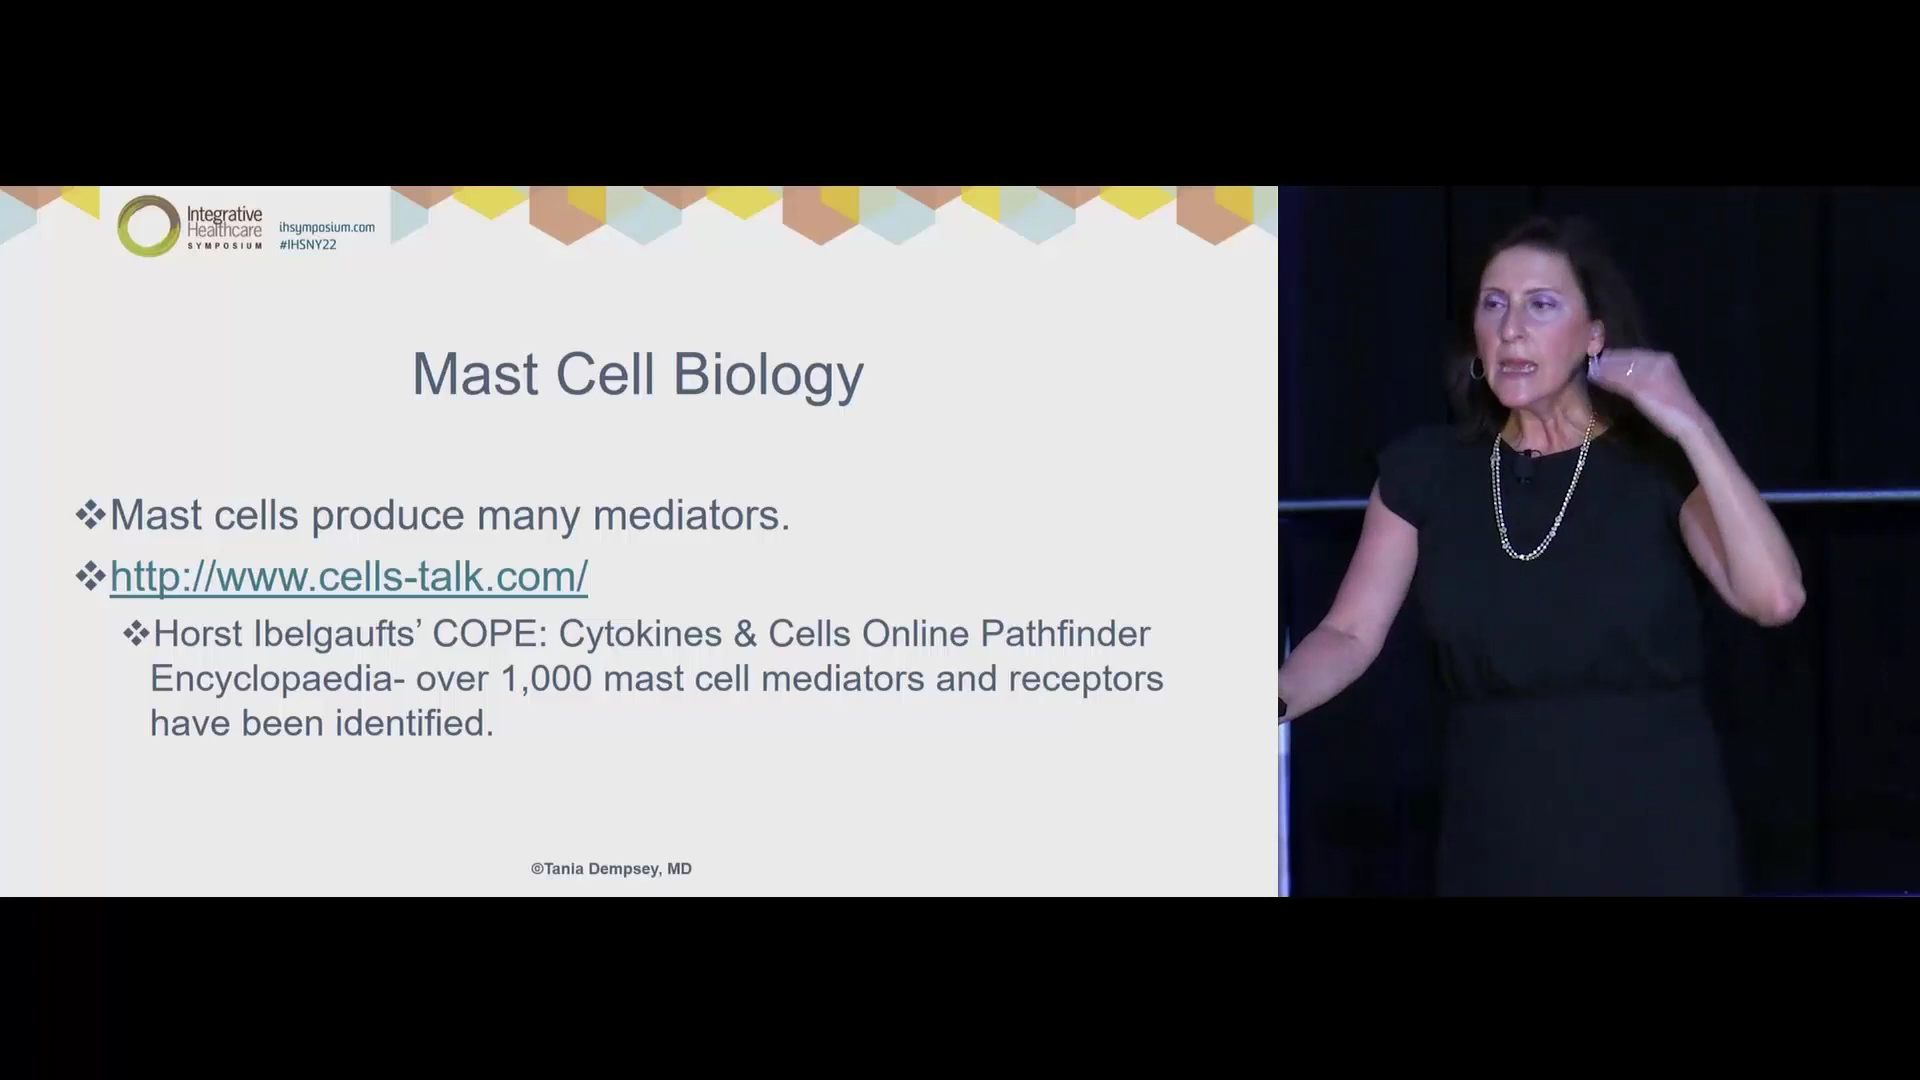 Integrative
Healthcare
SYMPOSIUM
ihsymposium.com
#IHSNY22
Mast Cell Biology
❖Mast cells produce many mediators.
❖http://www.cells-talk.com/
❖Horst Ibelgaufts’ COPE: Cytokines & Cells Online Pathfinder
Encyclopaedia- over 1,000 mast cell mediators and receptors
have been identified.
©Tania Dempsey, MD